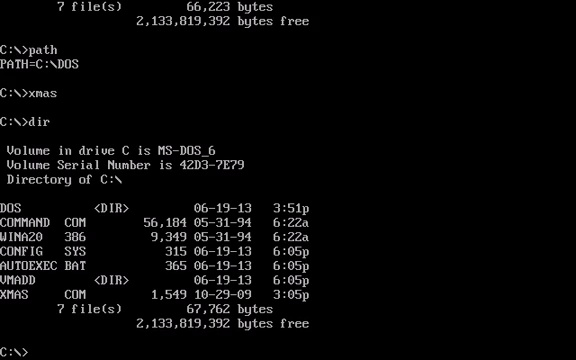 7 file(s) 66,223 bytes
2,133,819,392 bytes free
C:\>path
PATH=C:\DOS
C:\>xmas
C:\>dir
Volume in drive C is MS-DOS_6
Volume Serial Number is 42D3-7E79
Directory of C:\
DOS <DIR> 06-19-13 3:51p
COMMAND COM 56,184 05-31-94 6:22a
WINA20 386 9,349 05-31-94 6:22a
CONFIG SYS 315 06-19-13 6:05p
AUTOEXEC BAT 365 06-19-13 6:05p
VMADD <DIR> 06-19-13 6:05p
XMAS COM 1,549 10-29-09 3:05p
7 file(s) 67,762 bytes
2,133,819,392 bytes free
C:\>